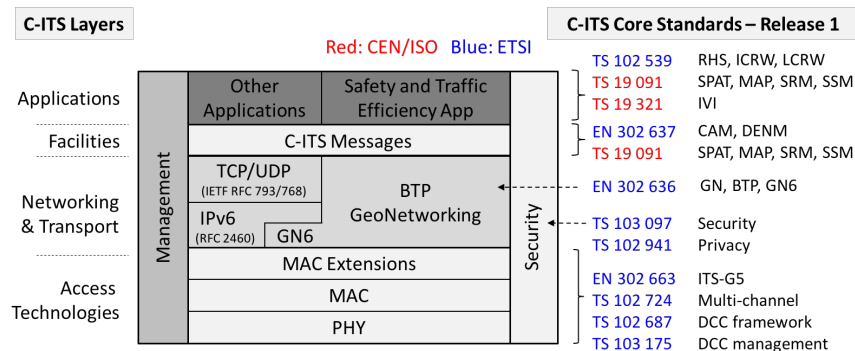 C-ITS Layers
C-ITS Core Standards – Release 1
Red: CEN/ISO Blue: ETSI
Applications
Facilities
Networking
& Transport
Access
Technologies
Management
Other
Applications
Safety and Traffic
Efficiency App
C-ITS Messages
TCP/UDP
(IETF RFC 793/768)
IPv6
(RFC 2460)
GN6
BTP
GeoNetworking
MAC Extensions
MAC
PHY
Security
TS 102 539 RHS, ICRW, LCRW
TS 19 091 SPAT, MAP, SRM, SSM
TS 19 321 IVI
EN 302 637 CAM, DENM
TS 19 091 SPAT, MAP, SRM, SSM
EN 302 636 GN, BTP, GN6
TS 103 097 Security
TS 102 941 Privacy
EN 302 663 ITS-G5
TS 102 724 Multi-channel
TS 102 687 DCC framework
TS 103 175 DCC management